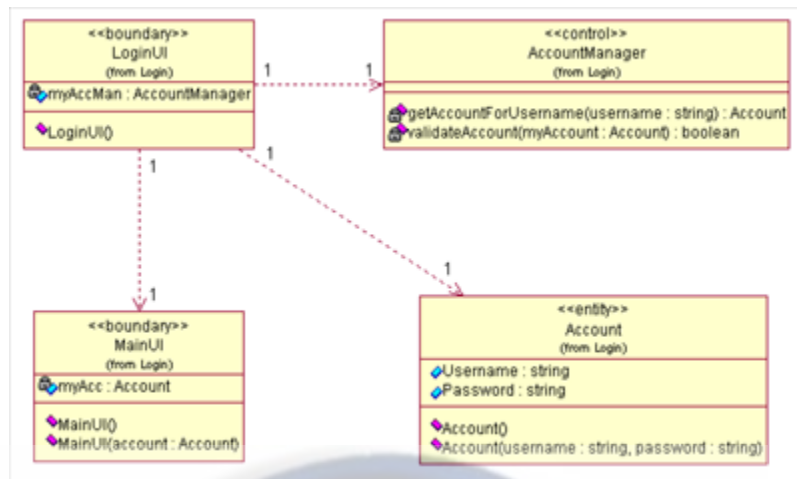 <<boundary>>
LoginUI
(from Login)
myAccMan : AccountManager
LoginUI()
<<control>>
AccountManager
(from Login)
getAccountForUsername(username : string) : Account
validateAccount(myAccount : Account) : boolean
1
1
1
1
1
1
<<boundary>>
MainUI
(from Login)
myAcc : Account
MainUI()
MainUI(account : Account)
<<entity>>
Account
(from Login)
Username : string
Password : string
Account()
Account(username : string, password : string)